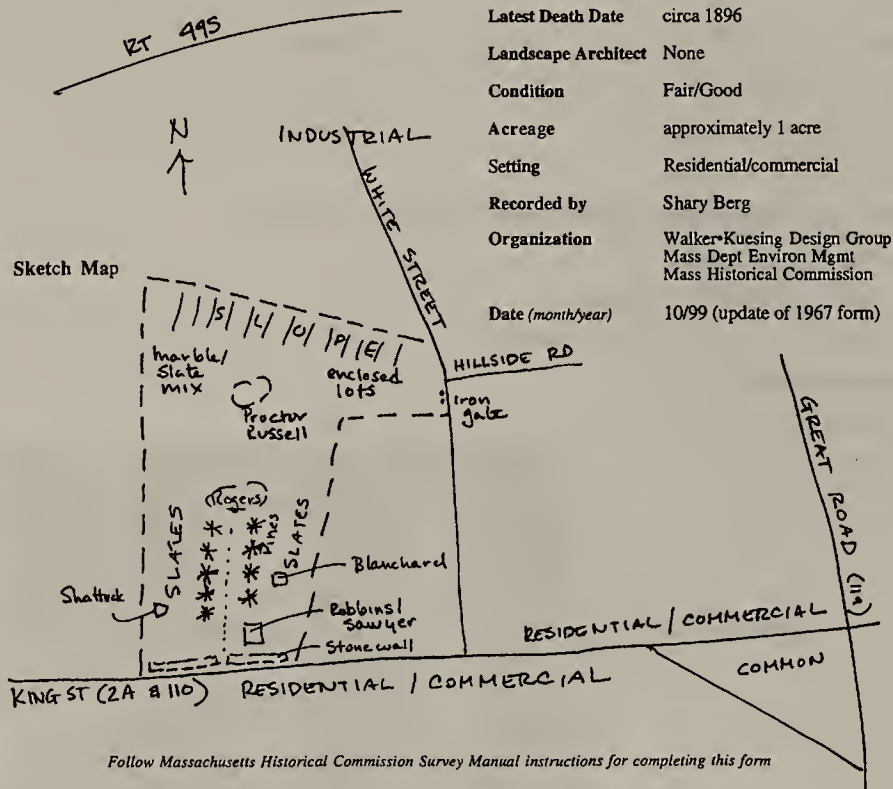 Latest Death Date circa 1896
Landscape Architect None
Condition Fair/Good
Acreage approximately 1 acre
Setting Residential/commercial
Recorded by Shary Berg
Organization Walker•Kuesing Design Group
Mass Dept Environ Mgmt
Mass Historical Commission
Date (month/year) 10/99 (update of 1967 form)
RT 495
N
INDUSTRIAL
WHITE STREET
Sketch Map
SLOPE
marble/
slate
mix
enclosed
lots
HILLSIDE RD
Iron
gate
Proctor
Russell
GREAT ROAD (119)
(Rogers)
SLATES
Pines
SLATES
Blanchard
Shattuck
Robbins/
Sawyer
Stone wall
RESIDENTIAL / COMMERCIAL
COMMON
KING ST (2A & 110) RESIDENTIAL / COMMERCIAL
Follow Massachusetts Historical Commission Survey Manual instructions for completing this form